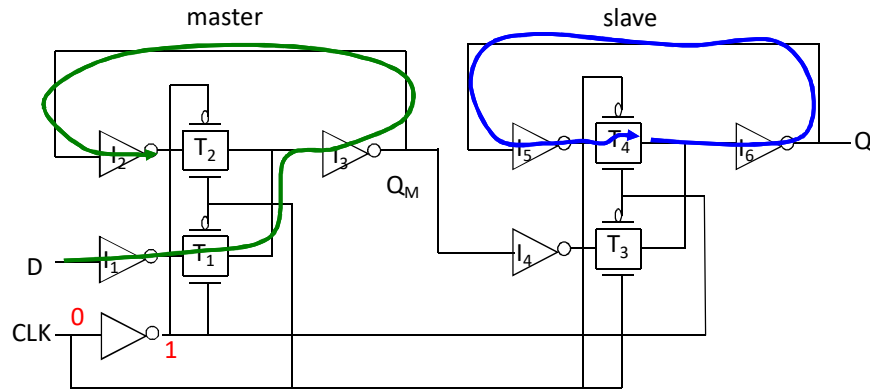 master slave
I2 T2 I3 I5 T4 I6 Q
QM
I1 T1 I4 T3
D
CLK 0 1